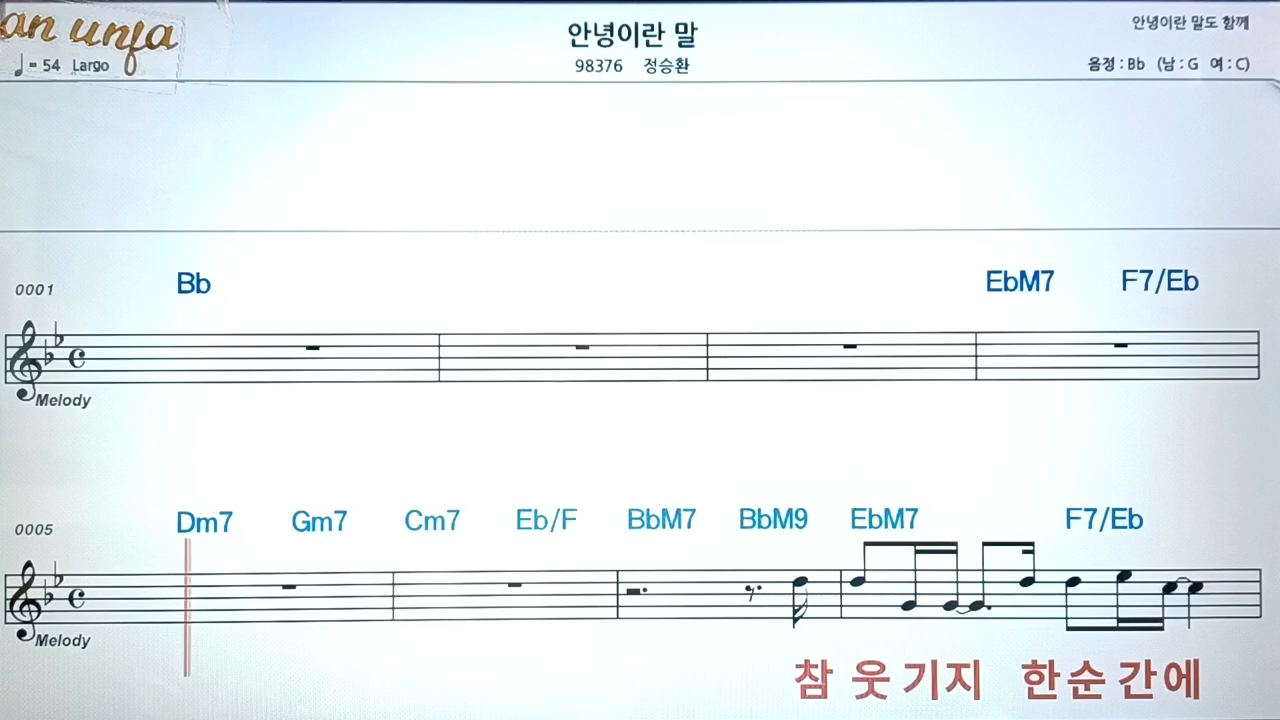 an unfa
안녕이란 말
안녕이란 말도 함께
♩= 54 Largo
98376 정승환
음정 : Bb (남 : G 여 : C)
0001 Bb EbM7 F7/Eb
Melody
0005 Dm7 Gm7 Cm7 Eb/F BbM7 BbM9 EbM7 F7/Eb
Melody
참 웃기지 한순간에